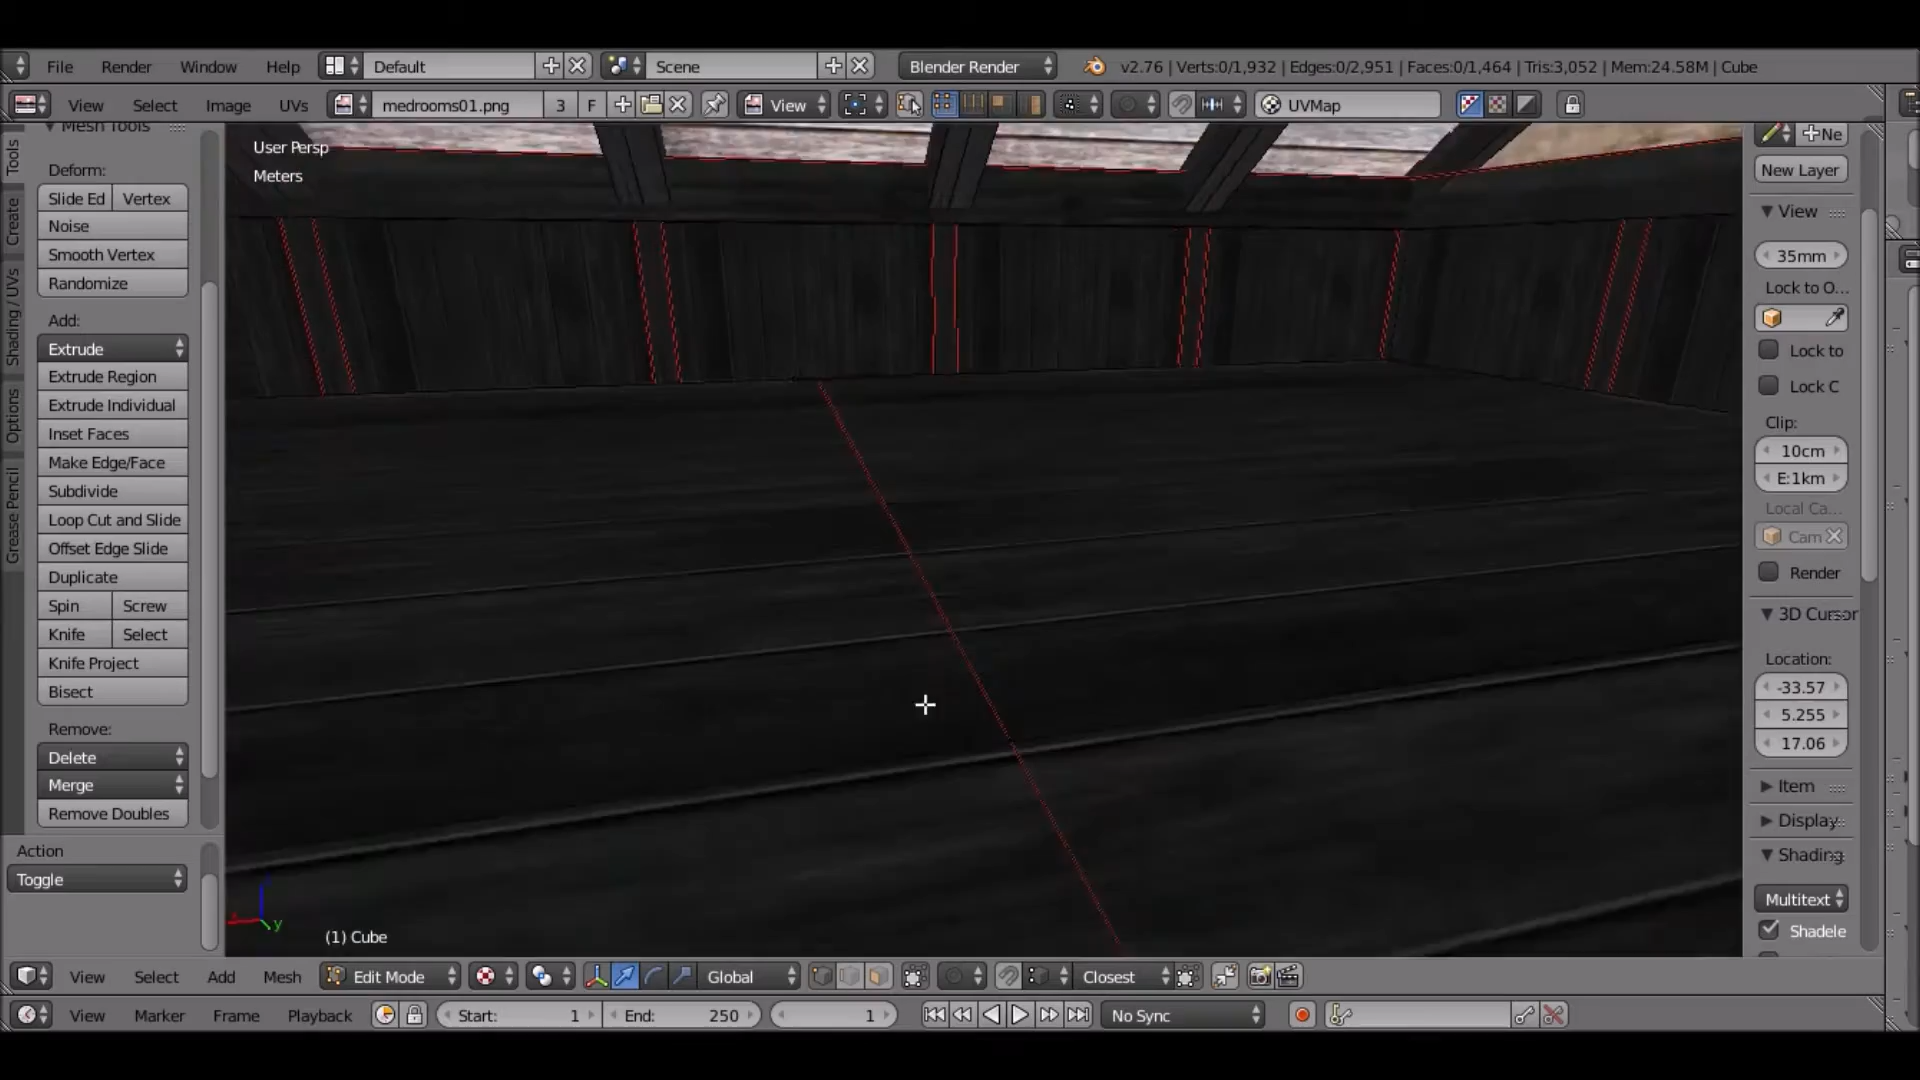 File Render Window Help Default Scene Blender Render v2.76 | Verts:0/1,932 | Edges:0/2,951 | Faces:0/1,464 | Tris:3,052 | Mem:24.58M | Cube
View Select Image UVs medrooms01.png 3 F View UVMap
Mesh Tools
Deform:
Slide Ed Vertex
Noise
Smooth Vertex
Randomize
Add:
Extrude
Extrude Region
Extrude Individual
Inset Faces
Make Edge/Face
Subdivide
Loop Cut and Slide
Offset Edge Slide
Duplicate
Spin Screw
Knife Select
Knife Project
Bisect
Remove:
Delete
Merge
Remove Doubles
Action
Toggle
Tools
Create
Shading / UVs
Options
Grease Pencil
User Persp
Meters
(1) Cube
x
y
Ne
New Layer
View
35mm
Lock to O...
Lock to
Lock C
Clip:
10cm
E:1km
Local Ca...
Cam
Render
3D Cursor
Location:
-33.57
5.255
17.06
Item
Display
Shading
Multitext
Shadele
View Select Add Mesh Edit Mode Global Closest
View Marker Frame Playback Start: 1 End: 250 1 No Sync